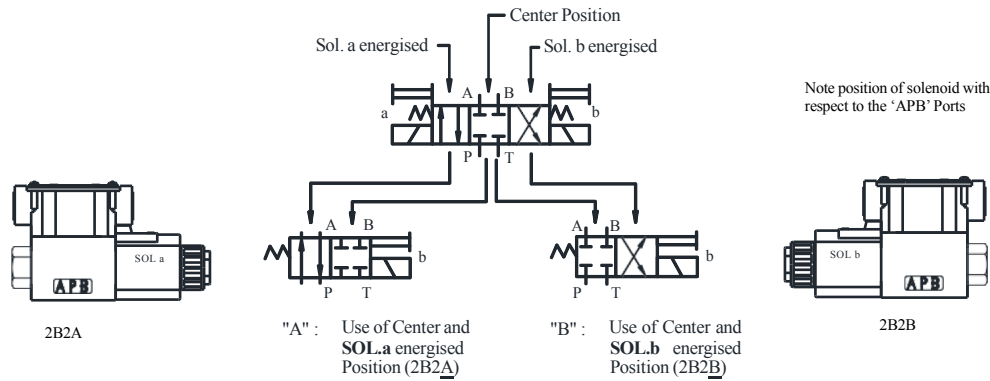 Center Position
Sol. a energised
Sol. b energised
A B
a
b
P T
Note position of solenoid with
respect to the ‘APB’ Ports
A B
b
P T
A B
b
P T
SOL a
APB
2B2A
SOL b
APB
2B2B
"A" : Use of Center and
SOL.a energised
Position (2B2A)
"B" : Use of Center and
SOL.b energised
Position (2B2B)